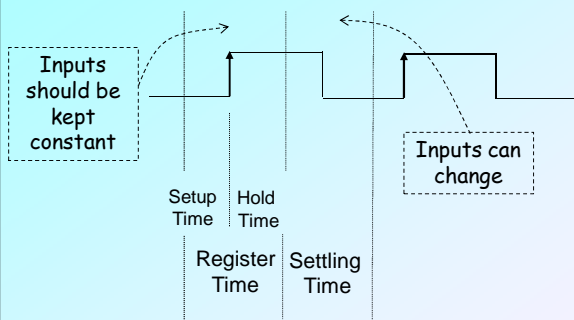 Inputs
should be
kept
constant
Inputs can
change
Setup
Time
Hold
Time
Register
Time
Settling
Time